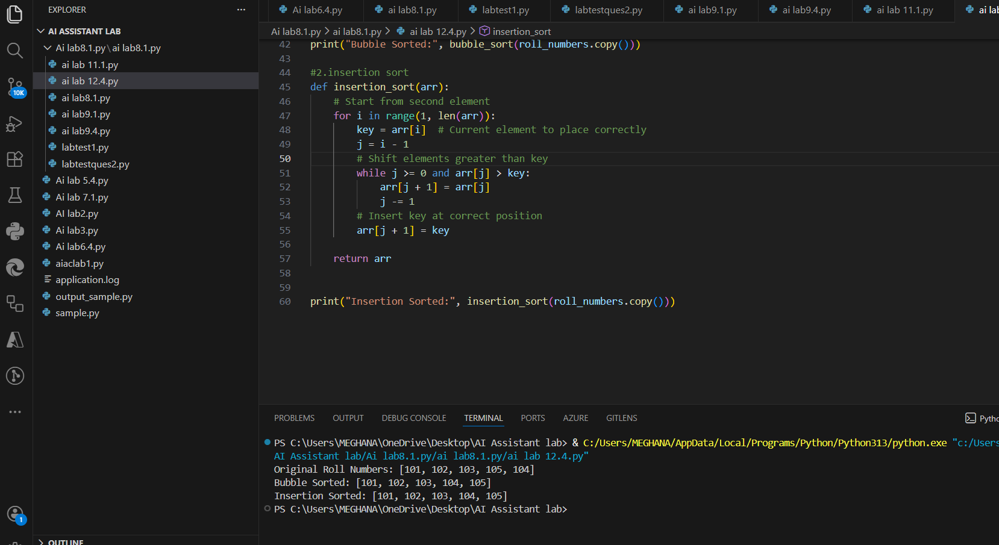 EXPLORER
AI ASSISTANT LAB
Ai lab8.1.py\ai lab8.1.py
ai lab 11.1.py
ai lab 12.4.py
ai lab8.1.py
ai lab9.1.py
ai lab9.4.py
labtest1.py
labtestques2.py
Ai lab 5.4.py
Ai lab 7.1.py
AI lab2.py
Ai lab3.py
Ai lab6.4.py
aiaclab1.py
application.log
output_sample.py
sample.py
OUTLINE
10K
1
Ai lab6.4.py ai lab8.1.py labtest1.py labtestques2.py ai lab9.1.py ai lab9.4.py ai lab 11.1.py ai lab
Ai lab8.1.py > ai lab8.1.py > ai lab 12.4.py > insertion_sort
42 print("Bubble Sorted:", bubble_sort(roll_numbers.copy()))
43
44 #2.insertion sort
45 def insertion_sort(arr):
46     # Start from second element
47     for i in range(1, len(arr)):
48         key = arr[i]  # Current element to place correctly
49         j = i - 1
50         # Shift elements greater than key
51         while j >= 0 and arr[j] > key:
52             arr[j + 1] = arr[j]
53             j -= 1
54         # Insert key at correct position
55         arr[j + 1] = key
56
57     return arr
58
59
60 print("Insertion Sorted:", insertion_sort(roll_numbers.copy()))
PROBLEMS OUTPUT DEBUG CONSOLE TERMINAL PORTS AZURE GITLENS
PS C:\Users\MEGHANA\OneDrive\Desktop\AI Assistant lab> & C:/Users/MEGHANA/AppData/Local/Programs/Python/Python313/python.exe "c:/Users
AI Assistant lab/Ai lab8.1.py/ai lab8.1.py/ai lab 12.4.py"
Original Roll Numbers: [101, 102, 103, 105, 104]
Bubble Sorted: [101, 102, 103, 104, 105]
Insertion Sorted: [101, 102, 103, 104, 105]
PS C:\Users\MEGHANA\OneDrive\Desktop\AI Assistant lab>